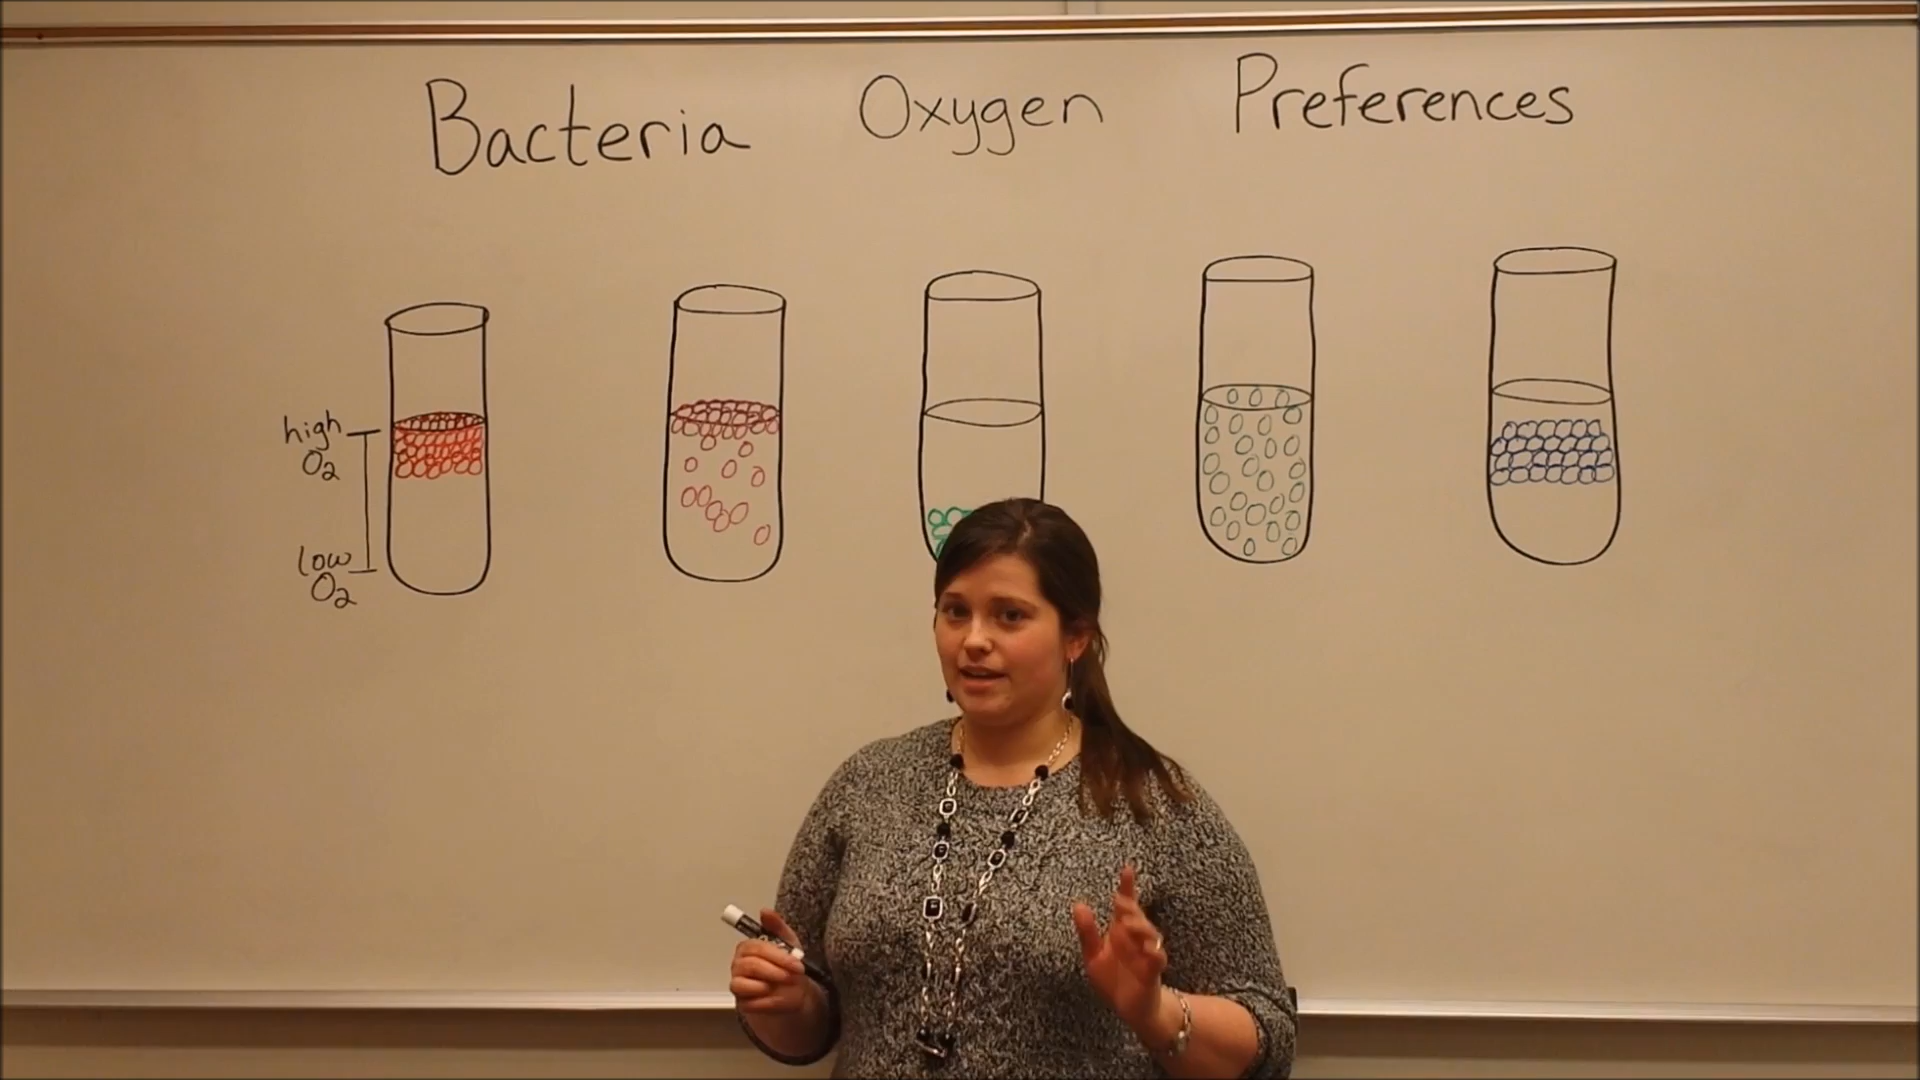 Bacteria Oxygen Preferences
high
O₂
low
O₂